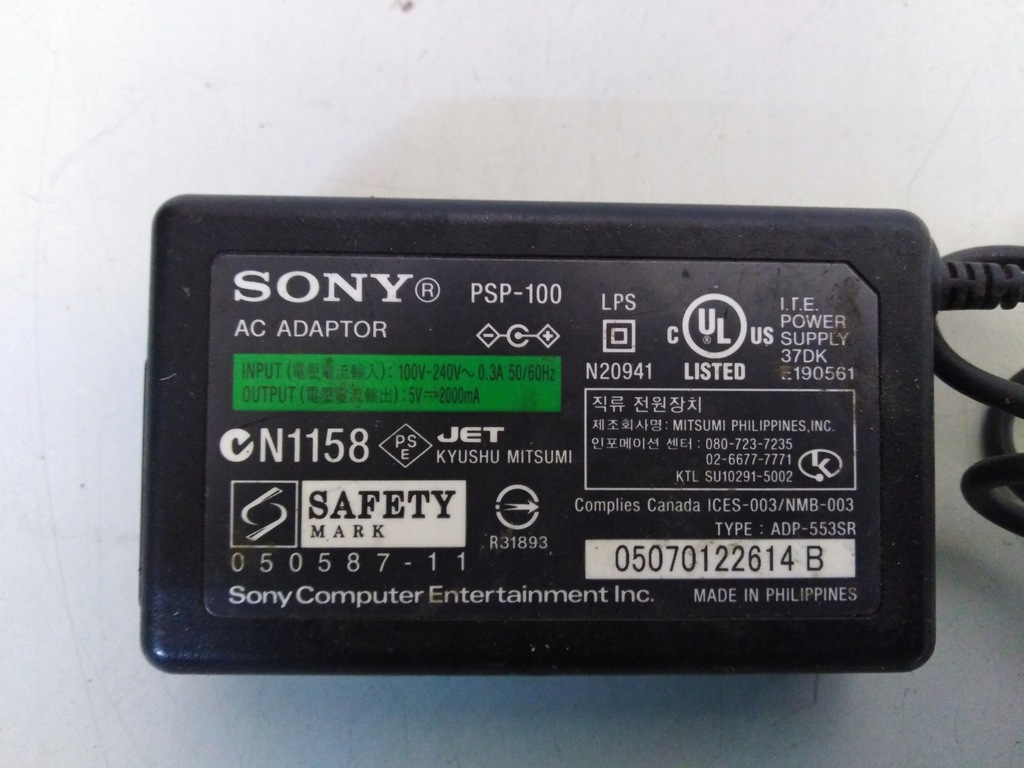 SONY® PSP-100
AC ADAPTOR
INPUT (電壓電流輸入): 100V-240V~ 0.3A 50/60Hz
OUTPUT (電壓電流輸出): 5V⎓2000mA
N1158
PS
E
JET
KYUSHU MITSUMI
SAFETY
MARK
050587-11
R31893
Sony Computer Entertainment Inc.
LPS
N20941
C UL® US
LISTED
I.T.E.
POWER
SUPPLY
37DK
E190561
직류 전원장치
제조회사명: MITSUMI PHILIPPINES,INC.
인포메이션 센터: 080-723-7235
02-6677-7771
KTL SU10291-5002
Complies Canada ICES-003/NMB-003
TYPE : ADP-553SR
05070122614 B
MADE IN PHILIPPINES